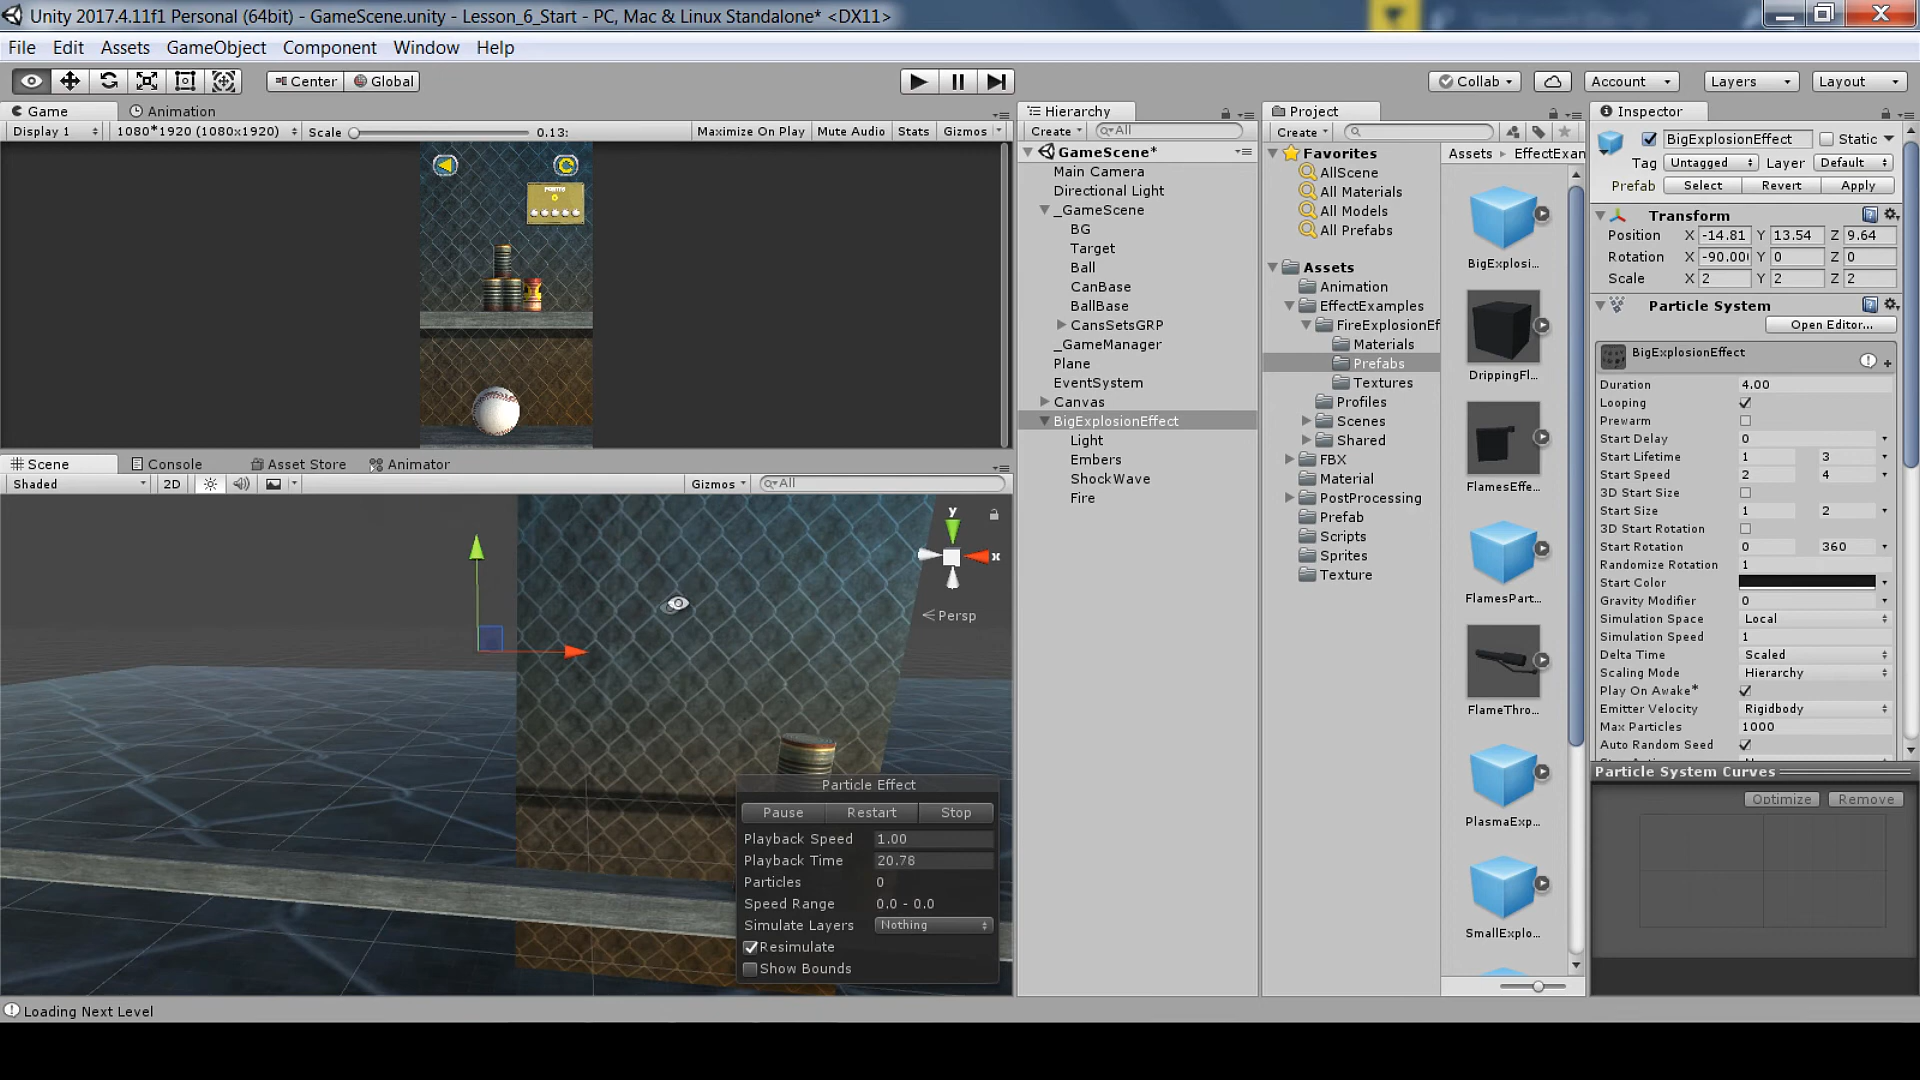 Unity 2017.4.11f1 Personal (64bit) - GameScene.unity - Lesson_6_Start - PC, Mac & Linux Standalone* <DX11>
File Edit Assets GameObject Component Window Help
Center Global
Collab Account Layers Layout
Game Animation
Display 1 1080*1920 (1080x1920) Scale 0.13: Maximize On Play Mute Audio Stats Gizmos
POINTS
0
Scene Console Asset Store Animator
Shaded 2D Gizmos All
y
x
Persp
Particle Effect
Pause Restart Stop
Playback Speed 1.00
Playback Time 20.78
Particles 0
Speed Range 0.0 - 0.0
Simulate Layers Nothing
Resimulate
Show Bounds
Loading Next Level
Hierarchy
Create All
GameScene*
Main Camera
Directional Light
_GameScene
BG
Target
Ball
CanBase
BallBase
CansSetsGRP
_GameManager
Plane
EventSystem
Canvas
BigExplosionEffect
Light
Embers
ShockWave
Fire
Project
Create
Favorites
AllScene
All Materials
All Models
All Prefabs
Assets
Animation
EffectExamples
FireExplosionEf
Materials
Prefabs
Textures
Profiles
Scenes
Shared
FBX
Material
PostProcessing
Prefab
Scripts
Sprites
Texture
Assets EffectExan
BigExplosi...
DrippingFl...
FlamesEffe...
FlamesPart...
FlameThro...
PlasmaExp...
SmallExplo...
Inspector
BigExplosionEffect Static
Tag Untagged Layer Default
Prefab Select Revert Apply
Transform
Position X -14.81 Y 13.54 Z 9.64
Rotation X -90.00 Y 0 Z 0
Scale X 2 Y 2 Z 2
Particle System
Open Editor...
BigExplosionEffect
Duration 4.00
Looping
Prewarm
Start Delay 0
Start Lifetime 1 3
Start Speed 2 4
3D Start Size
Start Size 1 2
3D Start Rotation
Start Rotation 0 360
Randomize Rotation 1
Start Color
Gravity Modifier 0
Simulation Space Local
Simulation Speed 1
Delta Time Scaled
Scaling Mode Hierarchy
Play On Awake*
Emitter Velocity Rigidbody
Max Particles 1000
Auto Random Seed
Particle System Curves
Optimize Remove